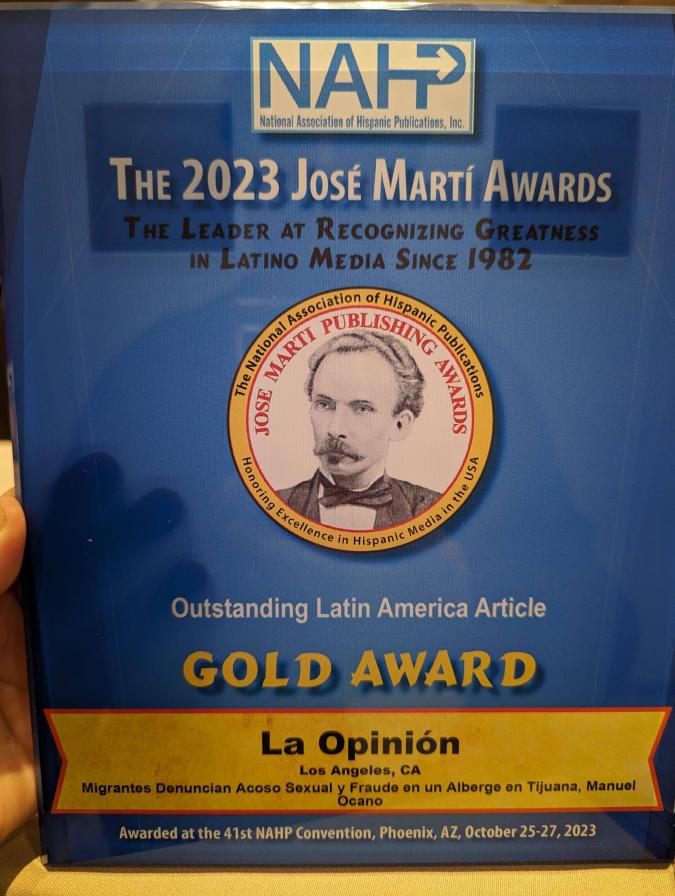 NAHP
National Association of Hispanic Publications, Inc.
THE 2023 JOSÉ MARTÍ AWARDS
THE LEADER AT RECOGNIZING GREATNESS
IN LATINO MEDIA SINCE 1982
The National Association of Hispanic Publications
JOSE MARTI PUBLISHING AWARDS
Honoring Excellence in Hispanic Media in the USA
Outstanding Latin America Article
GOLD AWARD
La Opinión
Los Angeles, CA
Migrantes Denuncian Acoso Sexual y Fraude en un Alberge en Tijuana, Manuel
Ocano
Awarded at the 41st NAHP Convention, Phoenix, AZ, October 25-27, 2023